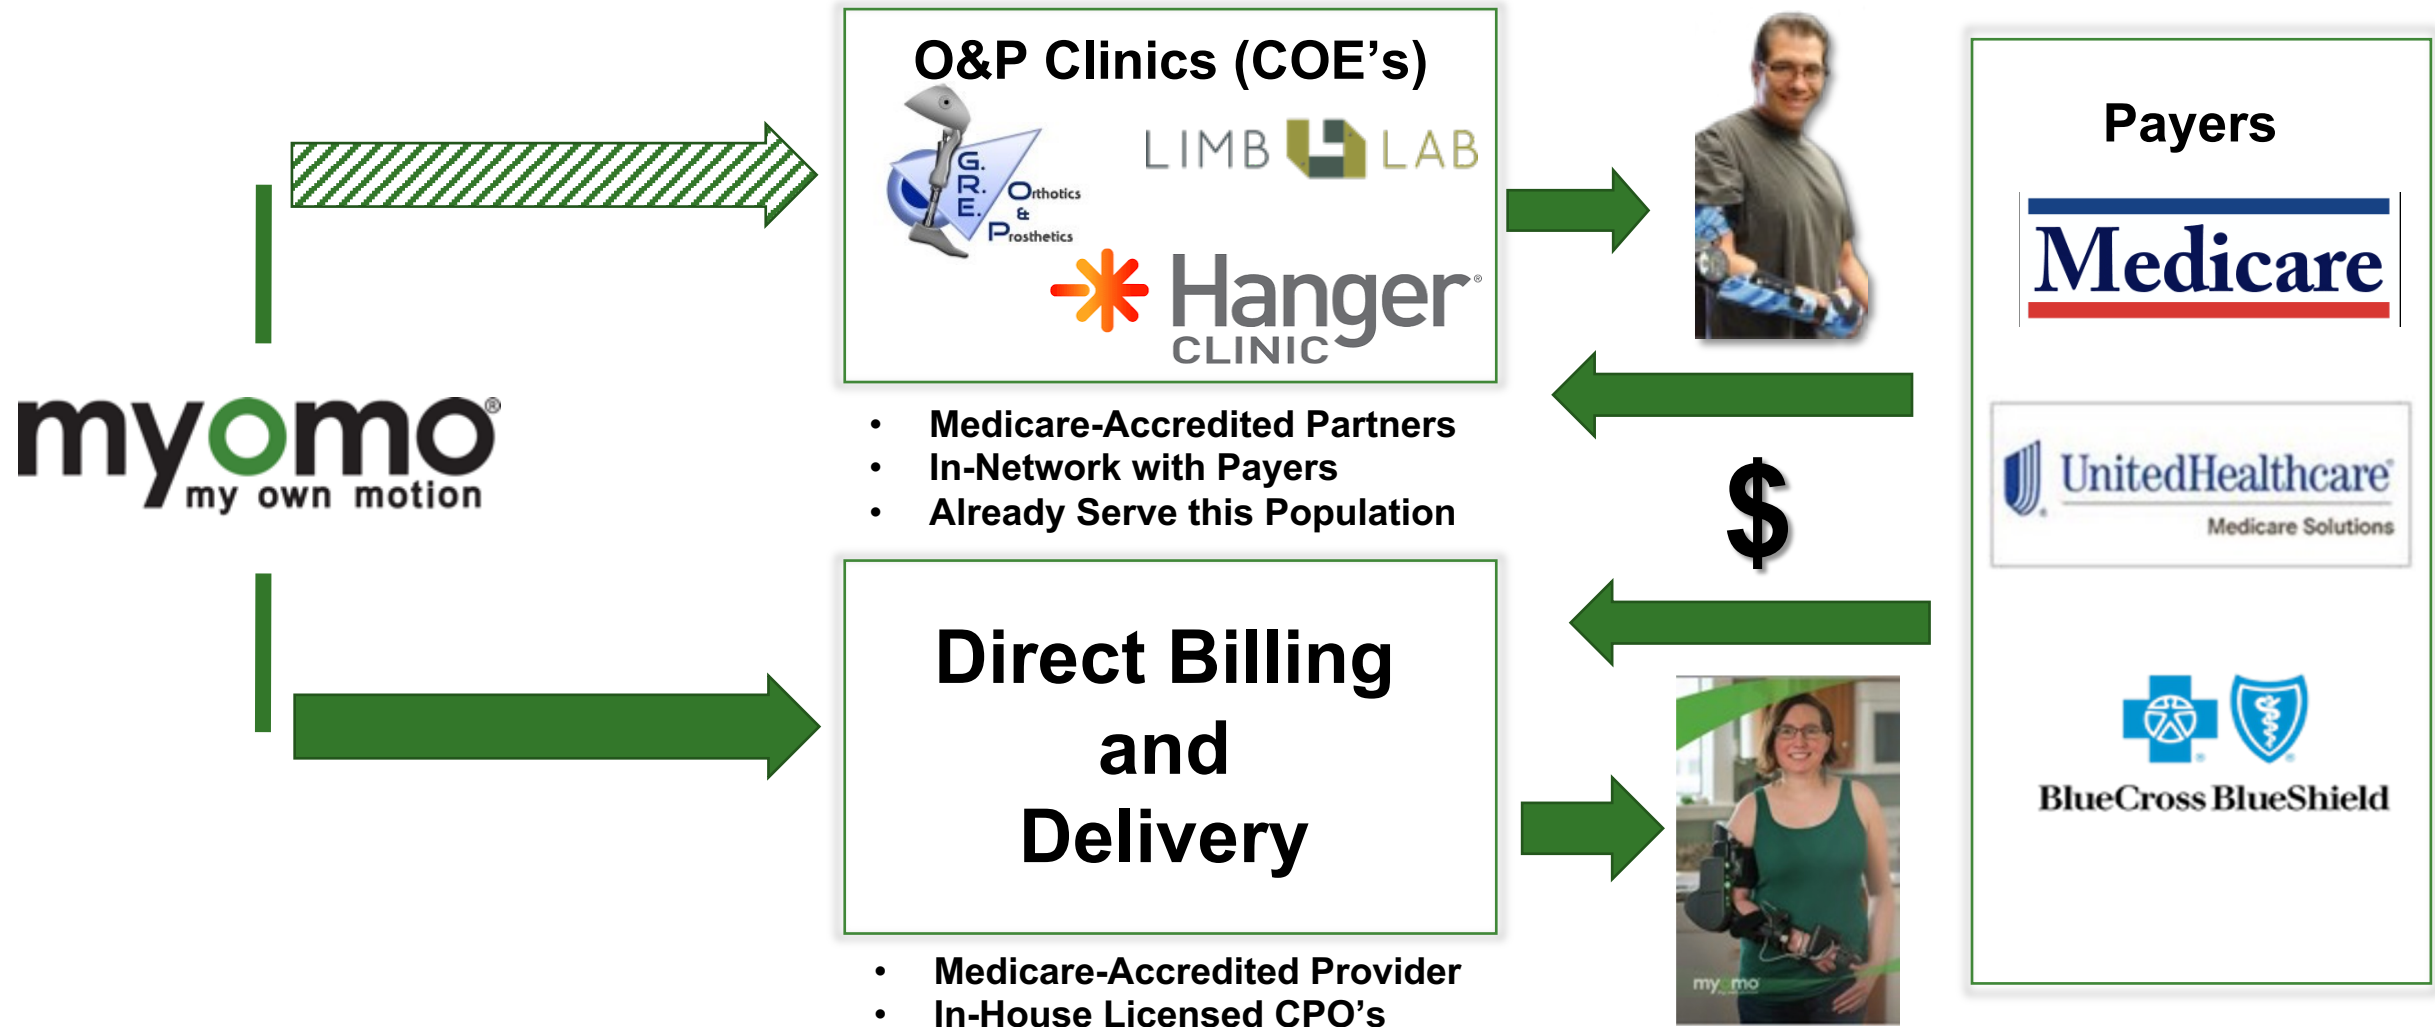 O&P Clinics (COE's)
G.
R.
E.
Orthotics
&
Prosthetics
LIMB LAB
Hanger®
CLINIC
• Medicare-Accredited Partners
• In-Network with Payers
• Already Serve this Population
myomo®
my own motion
Direct Billing
and
Delivery
• Medicare-Accredited Provider
• In-House Licensed CPO's
$
myomo
Payers
Medicare
UnitedHealthcare®
Medicare Solutions
BlueCross BlueShield